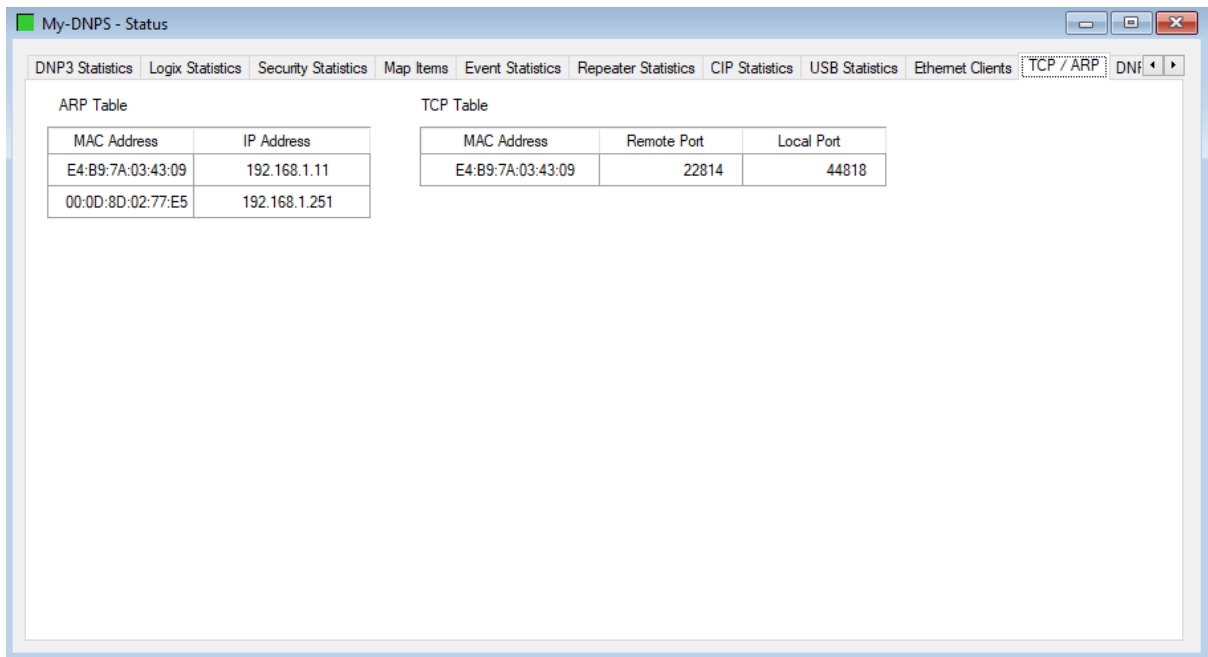 My-DNPS - Status
DNP3 Statistics Logix Statistics Security Statistics Map Items Event Statistics Repeater Statistics CIP Statistics USB Statistics Ethernet Clients TCP / ARP
ARP Table TCP Table
MAC Address IP Address MAC Address Remote Port Local Port
E4:B9:7A:03:43:09 192.168.1.11 E4:B9:7A:03:43:09 22814 44818
00:0D:8D:02:77:E5 192.168.1.251